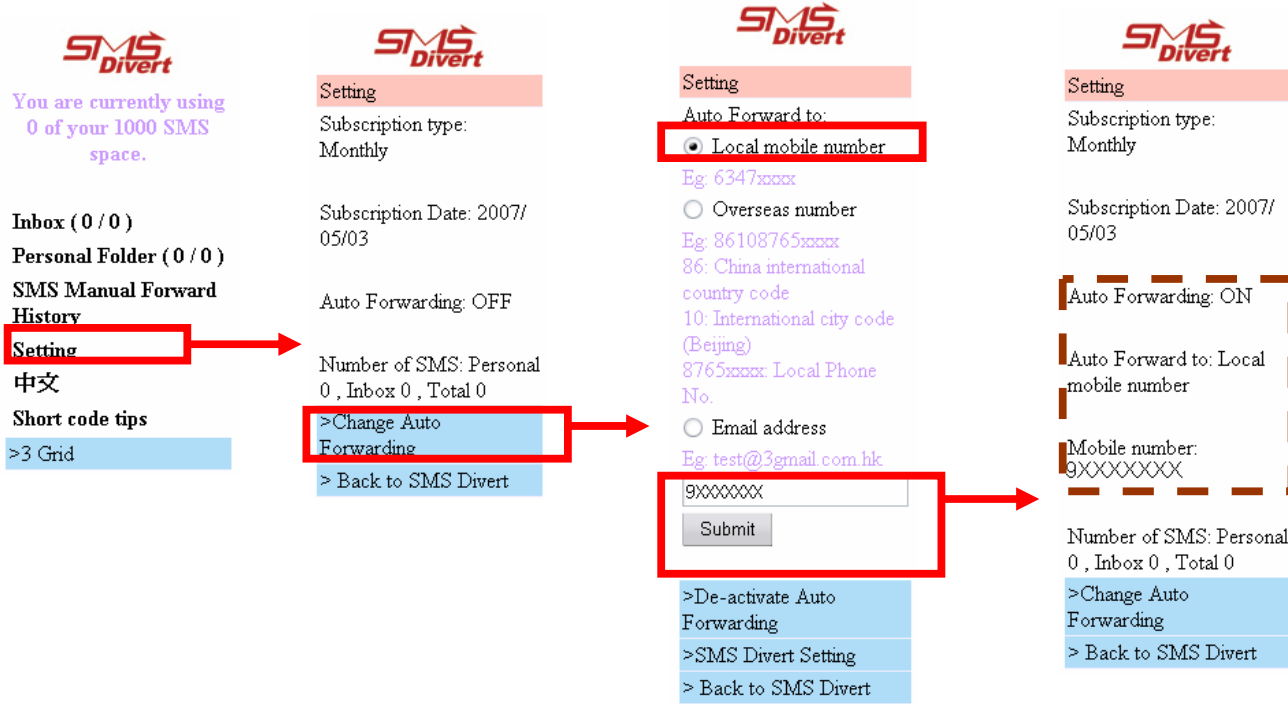 SMS
Divert
You are currently using
0 of your 1000 SMS
space.
Inbox ( 0 / 0 )
Personal Folder ( 0 / 0 )
SMS Manual Forward
History
Setting
中文
Short code tips
>3 Grid
SMS
Divert
Setting
Subscription type:
Monthly
Subscription Date: 2007/
05/03
Auto Forwarding: OFF
Number of SMS: Personal
0 , Inbox 0 , Total 0
>Change Auto
Forwarding
> Back to SMS Divert
SMS
Divert
Setting
Auto Forward to:
Local mobile number
Eg: 6347xxxx
Overseas number
Eg: 86108765xxxx
86: China international
country code
10: International city code
(Beijing)
8765xxxx: Local Phone
No.
Email address
Eg: test@3gmail.com.hk
9XXXXXXX
Submit
>De-activate Auto
Forwarding
>SMS Divert Setting
> Back to SMS Divert
SMS
Divert
Setting
Subscription type:
Monthly
Subscription Date: 2007/
05/03
Auto Forwarding: ON
Auto Forward to: Local
mobile number
Mobile number:
9XXXXXXX
Number of SMS: Personal
0 , Inbox 0 , Total 0
>Change Auto
Forwarding
> Back to SMS Divert